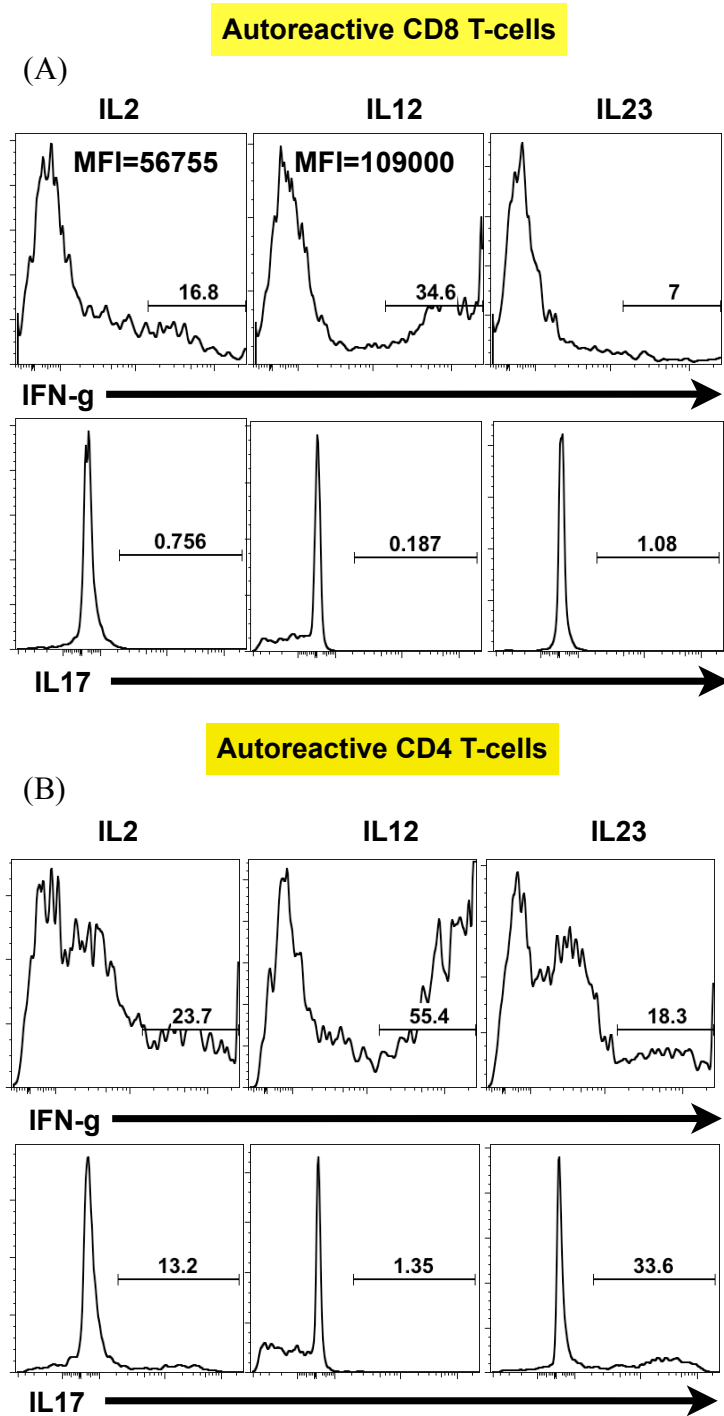 Autoreactive CD8 T-cells
(A)
IL2 IL12 IL23
MFI=56755 MFI=109000
16.8 34.6 7
IFN-g
0.756 0.187 1.08
IL17
Autoreactive CD4 T-cells
(B)
IL2 IL12 IL23
23.7 55.4 18.3
IFN-g
13.2 1.35 33.6
IL17